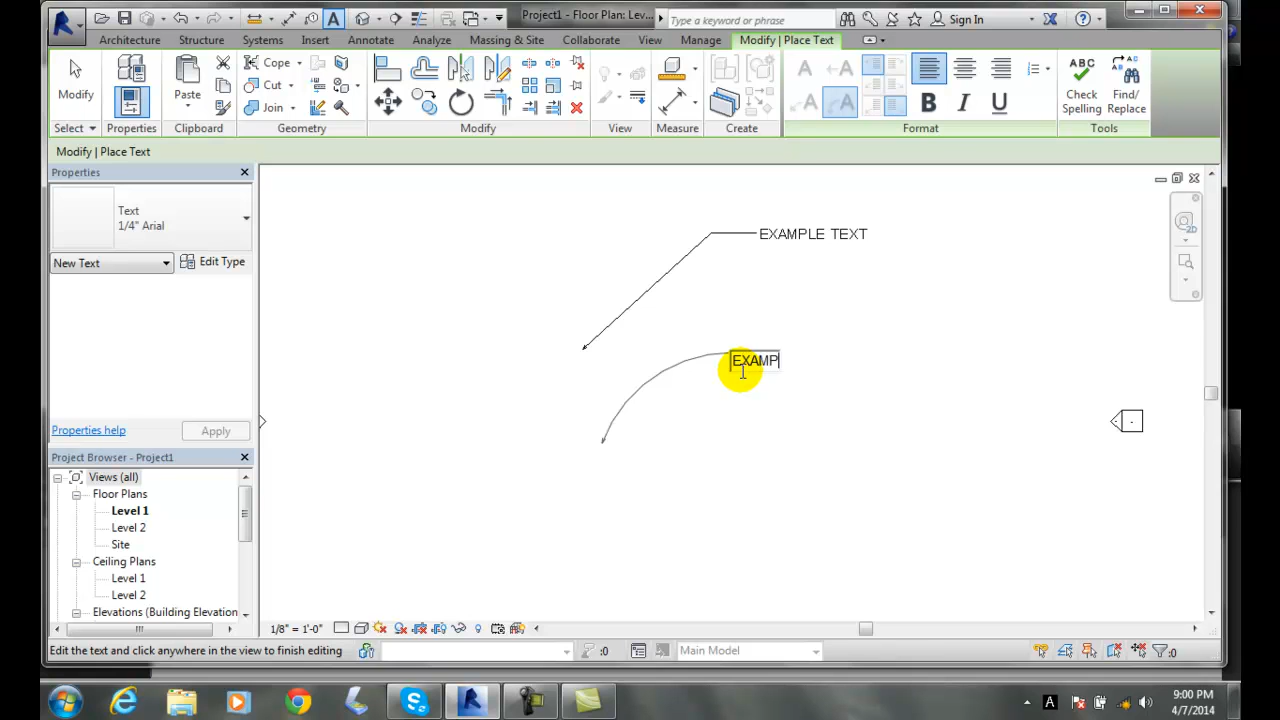 Project1 - Floor Plan: Lev...
Type a keyword or phrase
Sign In
Architecture
Structure
Systems
Insert
Annotate
Analyze
Massing & Site
Collaborate
View
Manage
Modify | Place Text
Modify
Properties
Paste
Cope
Cut
Join
A
A
A
A
B
I
U
ABC
Check
Spelling
Find/
Replace
Select
Properties
Clipboard
Geometry
Modify
View
Measure
Create
Format
Tools
Modify | Place Text
Properties
Text
1/4" Arial
New Text
Edit Type
Properties help
Apply
Project Browser - Project1
Views (all)
Floor Plans
Level 1
Level 2
Site
Ceiling Plans
Level 1
Level 2
Elevations (Building Elevation
EXAMPLE TEXT
EXAMP
2D
1/8" = 1'-0"
Edit the text and click anywhere in the view to finish editing
:0
Main Model
:0
A
9:00 PM
4/7/2014